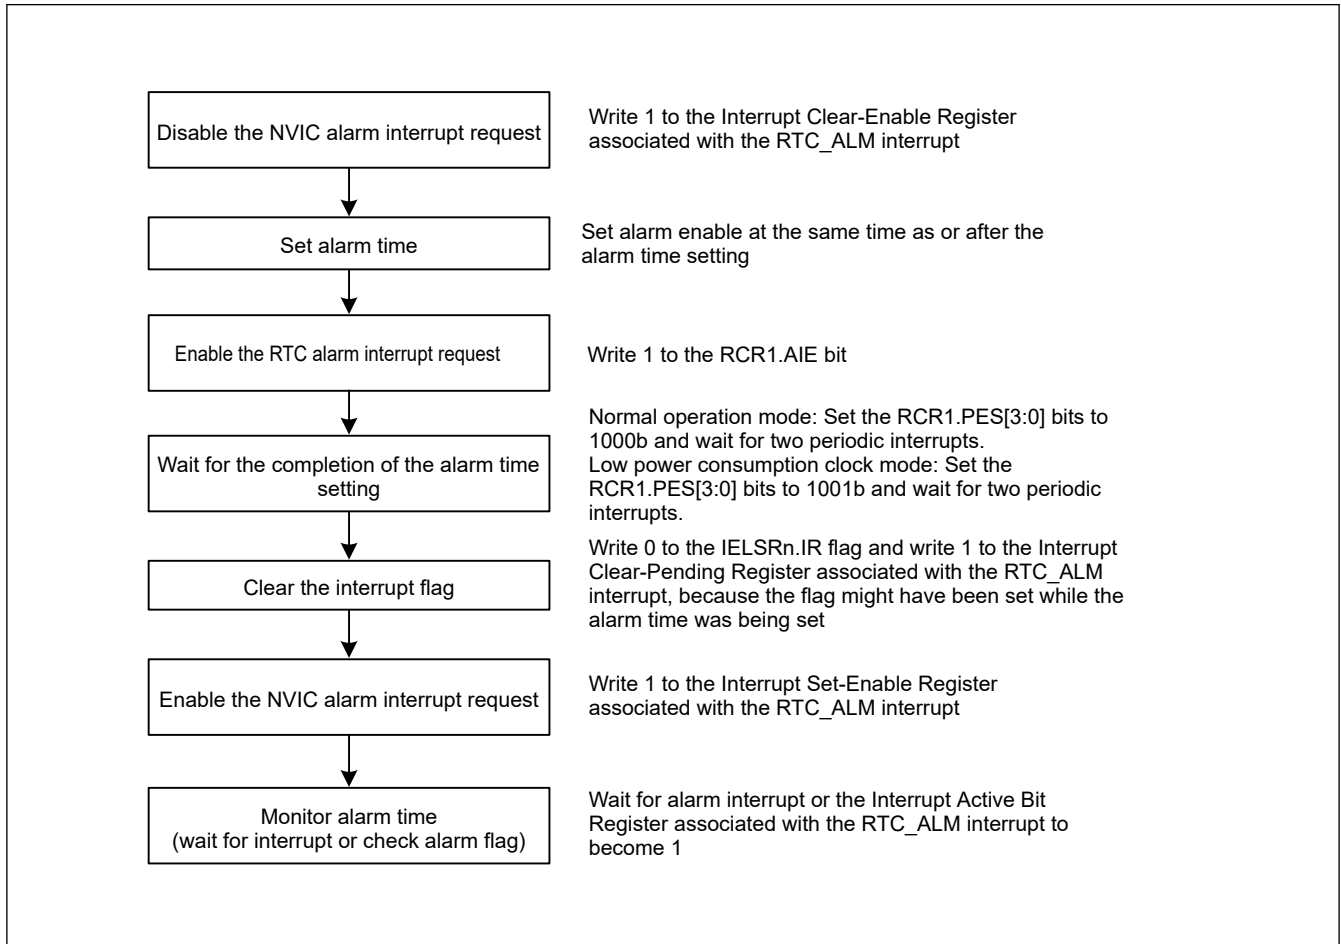 Disable the NVIC alarm interrupt request
Write 1 to the Interrupt Clear-Enable Register
associated with the RTC_ALM interrupt
Set alarm time
Set alarm enable at the same time as or after the
alarm time setting
Enable the RTC alarm interrupt request
Write 1 to the RCR1.AIE bit
Wait for the completion of the alarm time
setting
Normal operation mode: Set the RCR1.PES[3:0] bits to
1000b and wait for two periodic interrupts.
Low power consumption clock mode: Set the
RCR1.PES[3:0] bits to 1001b and wait for two periodic
interrupts.
Clear the interrupt flag
Write 0 to the IELSRn.IR flag and write 1 to the Interrupt
Clear-Pending Register associated with the RTC_ALM
interrupt, because the flag might have been set while the
alarm time was being set
Enable the NVIC alarm interrupt request
Write 1 to the Interrupt Set-Enable Register
associated with the RTC_ALM interrupt
Monitor alarm time
(wait for interrupt or check alarm flag)
Wait for alarm interrupt or the Interrupt Active Bit
Register associated with the RTC_ALM interrupt to
become 1